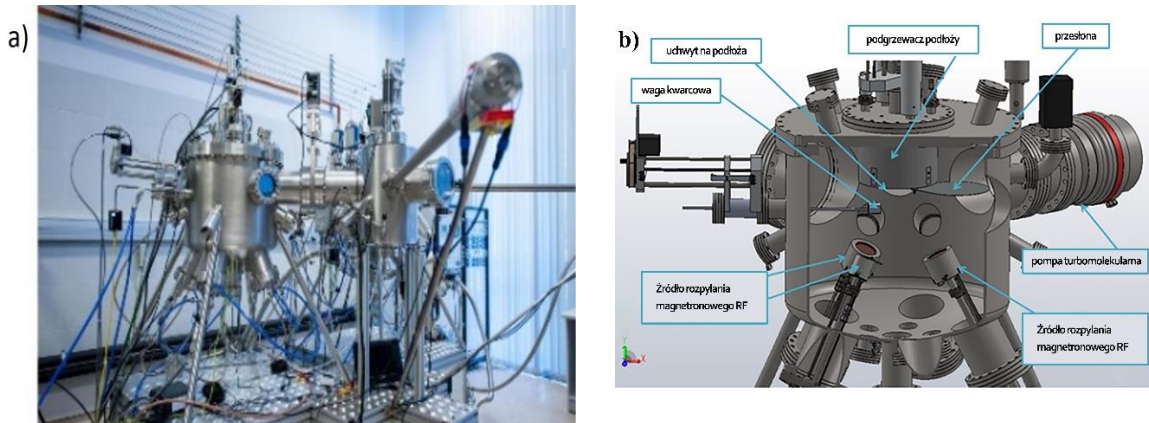 a)
b)
uchwyt na podłoża
podgrzewacz podłoży
przesłona
waga kwarcowa
pompa turbomolekularna
Źródło rozpylania
magnetronowego RF
Źródło rozpylania
magnetronowego RF
Y
X